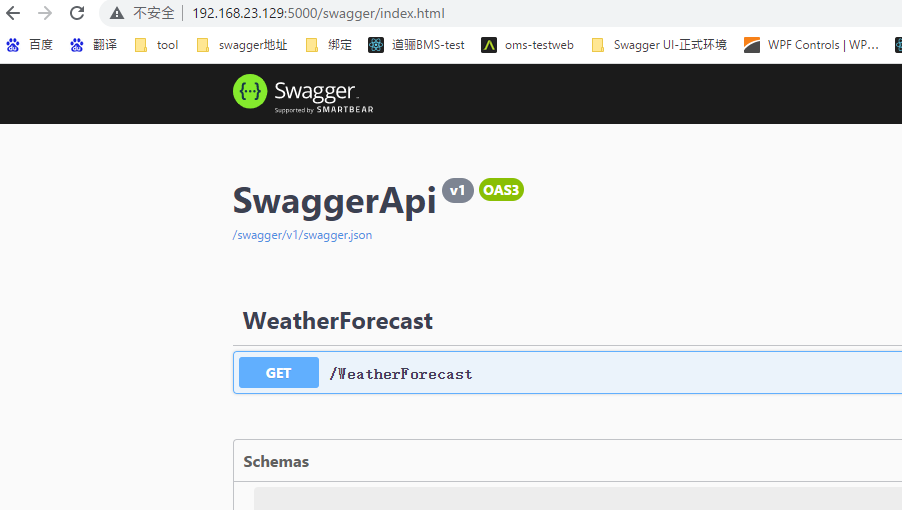 不安全 192.168.23.129:5000/swagger/index.html
百度 翻译 tool swagger地址 绑定 道骊BMS-test oms-testweb Swagger UI-正式环境 WPF Controls | WP...
Swagger
Supported by SMARTBEAR
SwaggerApi v1 OAS3
/swagger/v1/swagger.json
WeatherForecast
GET /WeatherForecast
Schemas